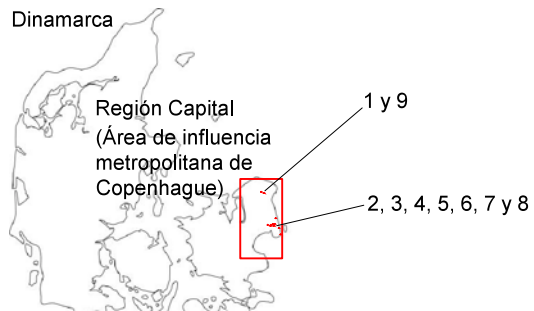 Dinamarca
Región Capital
(Área de influencia
metropolitana de
Copenhague)
1 y 9
2, 3, 4, 5, 6, 7 y 8